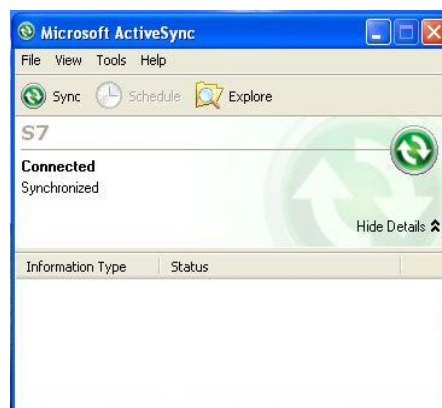 Microsoft ActiveSync
File View Tools Help
Sync Schedule Explore
S7
Connected
Synchronized
Hide Details
Information Type Status